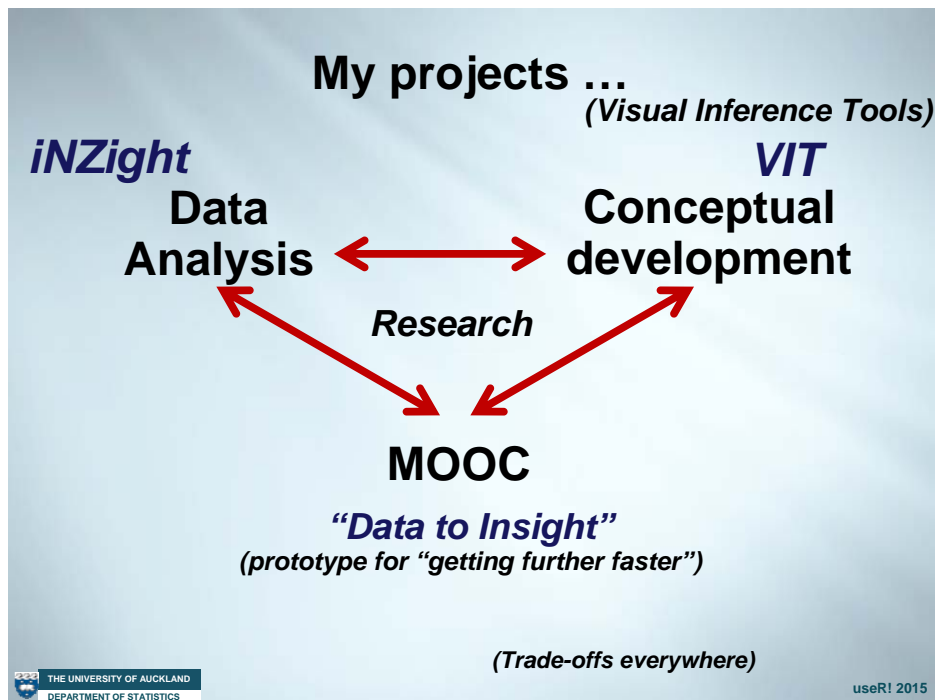 My projects …
(Visual Inference Tools)
iNZight
VIT
Data
Analysis
Conceptual
development
Research
MOOC
“Data to Insight”
(prototype for “getting further faster”)
(Trade-offs everywhere)
THE UNIVERSITY OF AUCKLAND
DEPARTMENT OF STATISTICS
useR! 2015